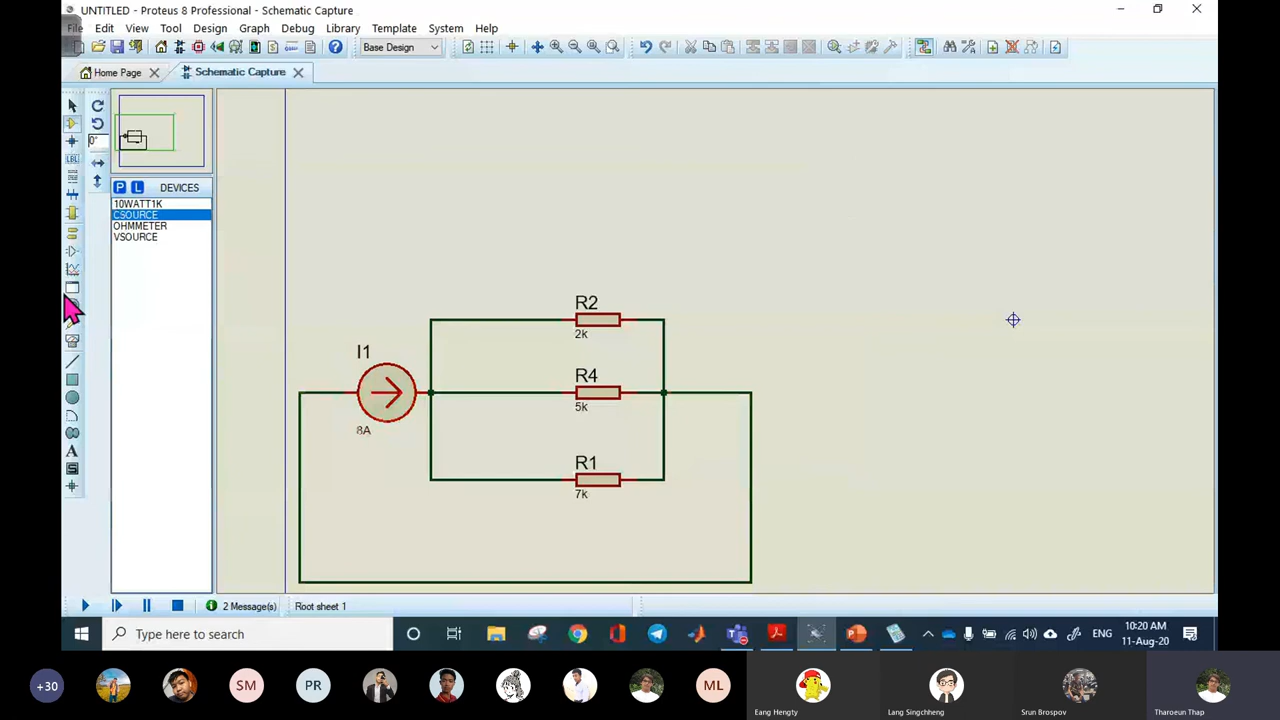 UNTITLED - Proteus 8 Professional - Schematic Capture
File Edit View Tool Design Graph Debug Library Template System Help
Base Design
Home Page
Schematic Capture
LBL
0°
P L DEVICES
10WATT1K
CSOURCE
OHMMETER
VSOURCE
R2
2k
I1
8A
R4
5k
R1
7k
A
S
2 Message(s)
Root sheet 1
Type here to search
ENG
10:20 AM
11-Aug-20
+30
SM
PR
ML
Eang Hengty
Lang Singchheng
Srun Brospov
Tharoeun Thap